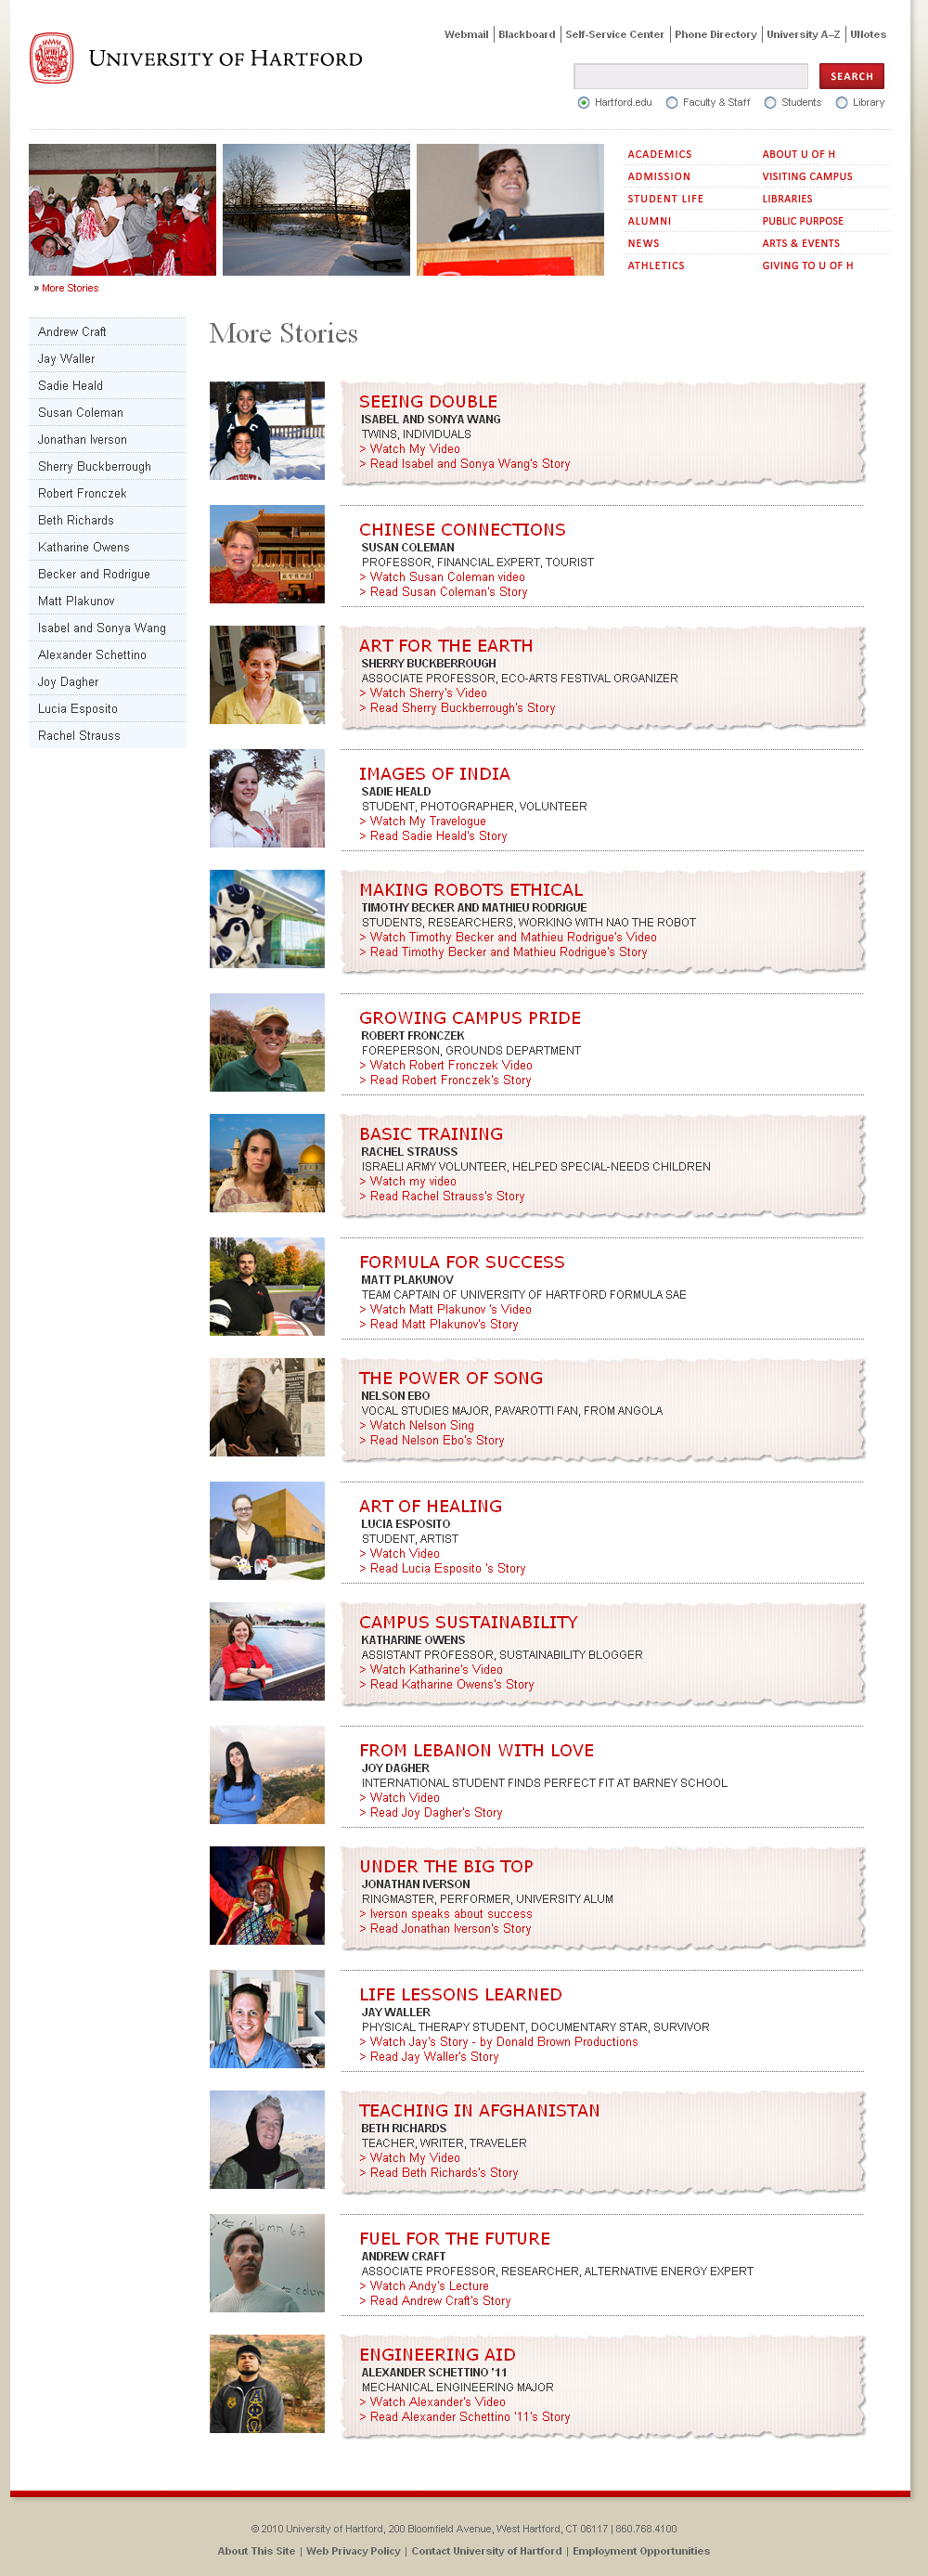 Webmail | Blackboard | Self-Service Center | Phone Directory | University A–Z | UNotes
UNIVERSITY OF HARTFORD
SEARCH
Hartford.edu Faculty & Staff Students Library
ACADEMICS ABOUT U OF H
ADMISSION VISITING CAMPUS
STUDENT LIFE LIBRARIES
ALUMNI PUBLIC PURPOSE
NEWS ARTS & EVENTS
ATHLETICS GIVING TO U OF H
» More Stories
Andrew Craft
Jay Waller
Sadie Heald
Susan Coleman
Jonathan Iverson
Sherry Buckberrough
Robert Fronczek
Beth Richards
Katharine Owens
Becker and Rodrigue
Matt Plakunov
Isabel and Sonya Wang
Alexander Schettino
Joy Dagher
Lucia Esposito
Rachel Strauss
More Stories
SEEING DOUBLE
ISABEL AND SONYA WANG
TWINS, INDIVIDUALS
> Watch My Video
> Read Isabel and Sonya Wang's Story
CHINESE CONNECTIONS
SUSAN COLEMAN
PROFESSOR, FINANCIAL EXPERT, TOURIST
> Watch Susan Coleman video
> Read Susan Coleman's Story
ART FOR THE EARTH
SHERRY BUCKBERROUGH
ASSOCIATE PROFESSOR, ECO-ARTS FESTIVAL ORGANIZER
> Watch Sherry's Video
> Read Sherry Buckberrough's Story
IMAGES OF INDIA
SADIE HEALD
STUDENT, PHOTOGRAPHER, VOLUNTEER
> Watch My Travelogue
> Read Sadie Heald's Story
MAKING ROBOTS ETHICAL
TIMOTHY BECKER AND MATHIEU RODRIGUE
STUDENTS, RESEARCHERS, WORKING WITH NAO THE ROBOT
> Watch Timothy Becker and Mathieu Rodrigue's Video
> Read Timothy Becker and Mathieu Rodrigue's Story
GROWING CAMPUS PRIDE
ROBERT FRONCZEK
FOREPERSON, GROUNDS DEPARTMENT
> Watch Robert Fronczek Video
> Read Robert Fronczek's Story
BASIC TRAINING
RACHEL STRAUSS
ISRAELI ARMY VOLUNTEER, HELPED SPECIAL-NEEDS CHILDREN
> Watch my video
> Read Rachel Strauss's Story
FORMULA FOR SUCCESS
MATT PLAKUNOV
TEAM CAPTAIN OF UNIVERSITY OF HARTFORD FORMULA SAE
> Watch Matt Plakunov 's Video
> Read Matt Plakunov's Story
THE POWER OF SONG
NELSON EBO
VOCAL STUDIES MAJOR, PAVAROTTI FAN, FROM ANGOLA
> Watch Nelson Sing
> Read Nelson Ebo's Story
ART OF HEALING
LUCIA ESPOSITO
STUDENT, ARTIST
> Watch Video
> Read Lucia Esposito 's Story
CAMPUS SUSTAINABILITY
KATHARINE OWENS
ASSISTANT PROFESSOR, SUSTAINABILITY BLOGGER
> Watch Katharine's Video
> Read Katharine Owens's Story
FROM LEBANON WITH LOVE
JOY DAGHER
INTERNATIONAL STUDENT FINDS PERFECT FIT AT BARNEY SCHOOL
> Watch Video
> Read Joy Dagher's Story
UNDER THE BIG TOP
JONATHAN IVERSON
RINGMASTER, PERFORMER, UNIVERSITY ALUM
> Iverson speaks about success
> Read Jonathan Iverson's Story
LIFE LESSONS LEARNED
JAY WALLER
PHYSICAL THERAPY STUDENT, DOCUMENTARY STAR, SURVIVOR
> Watch Jay's Story - by Donald Brown Productions
> Read Jay Waller's Story
TEACHING IN AFGHANISTAN
BETH RICHARDS
TEACHER, WRITER, TRAVELER
> Watch My Video
> Read Beth Richards's Story
column 6A
colum
FUEL FOR THE FUTURE
ANDREW CRAFT
ASSOCIATE PROFESSOR, RESEARCHER, ALTERNATIVE ENERGY EXPERT
> Watch Andy's Lecture
> Read Andrew Craft's Story
ENGINEERING AID
ALEXANDER SCHETTINO '11
MECHANICAL ENGINEERING MAJOR
> Watch Alexander's Video
> Read Alexander Schettino '11's Story
© 2010 University of Hartford, 200 Bloomfield Avenue, West Hartford, CT 06117 | 860.768.4100
About This Site | Web Privacy Policy | Contact University of Hartford | Employment Opportunities